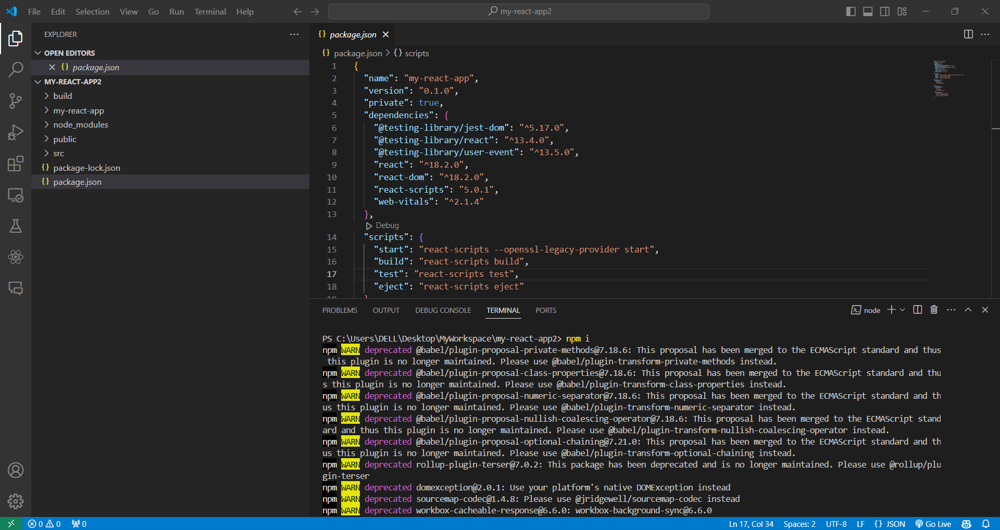 File Edit Selection View Go Run Terminal Help
my-react-app2
EXPLORER
OPEN EDITORS
{} package.json
MY-REACT-APP2
build
my-react-app
node_modules
public
src
{} package-lock.json
{} package.json
{} package.json
{} package.json > {} scripts
1 {
2 "name": "my-react-app",
3 "version": "0.1.0",
4 "private": true,
5 "dependencies": {
6 "@testing-library/jest-dom": "^5.17.0",
7 "@testing-library/react": "^13.4.0",
8 "@testing-library/user-event": "^13.5.0",
9 "react": "^18.2.0",
10 "react-dom": "^18.2.0",
11 "react-scripts": "5.0.1",
12 "web-vitals": "^2.1.4"
13 },
Debug
14 "scripts": {
15 "start": "react-scripts --openssl-legacy-provider start",
16 "build": "react-scripts build",
17 "test": "react-scripts test",
18 "eject": "react-scripts eject"
PROBLEMS OUTPUT DEBUG CONSOLE TERMINAL PORTS
node
PS C:\Users\DELL\Desktop\MyWorkspace\my-react-app2> npm i
npm WARN deprecated @babel/plugin-proposal-private-methods@7.18.6: This proposal has been merged to the ECMAScript standard and thus
this plugin is no longer maintained. Please use @babel/plugin-transform-private-methods instead.
npm WARN deprecated @babel/plugin-proposal-class-properties@7.18.6: This proposal has been merged to the ECMAScript standard and thu
s this plugin is no longer maintained. Please use @babel/plugin-transform-class-properties instead.
npm WARN deprecated @babel/plugin-proposal-numeric-separator@7.18.6: This proposal has been merged to the ECMAScript standard and th
us this plugin is no longer maintained. Please use @babel/plugin-transform-numeric-separator instead.
npm WARN deprecated @babel/plugin-proposal-nullish-coalescing-operator@7.18.6: This proposal has been merged to the ECMAScript stand
ard and thus this plugin is no longer maintained. Please use @babel/plugin-transform-nullish-coalescing-operator instead.
npm WARN deprecated @babel/plugin-proposal-optional-chaining@7.21.0: This proposal has been merged to the ECMAScript standard and th
us this plugin is no longer maintained. Please use @babel/plugin-transform-optional-chaining instead.
npm WARN deprecated rollup-plugin-terser@7.0.2: This package has been deprecated and is no longer maintained. Please use @rollup/plu
gin-terser
npm WARN deprecated domexception@2.0.1: Use your platform's native DOMException instead
npm WARN deprecated sourcemap-codec@1.4.8: Please use @jridgewell/sourcemap-codec instead
npm WARN deprecated workbox-cacheable-response@6.6.0: workbox-background-sync@6.6.0
0 0 0
Ln 17, Col 34 Spaces: 2 UTF-8 LF {} JSON Go Live